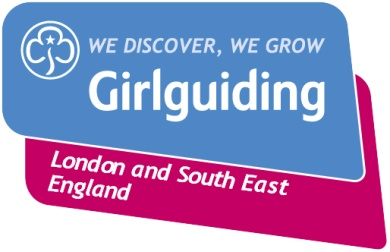 WE DISCOVER, WE GROW
Girlguiding
London and South East
England